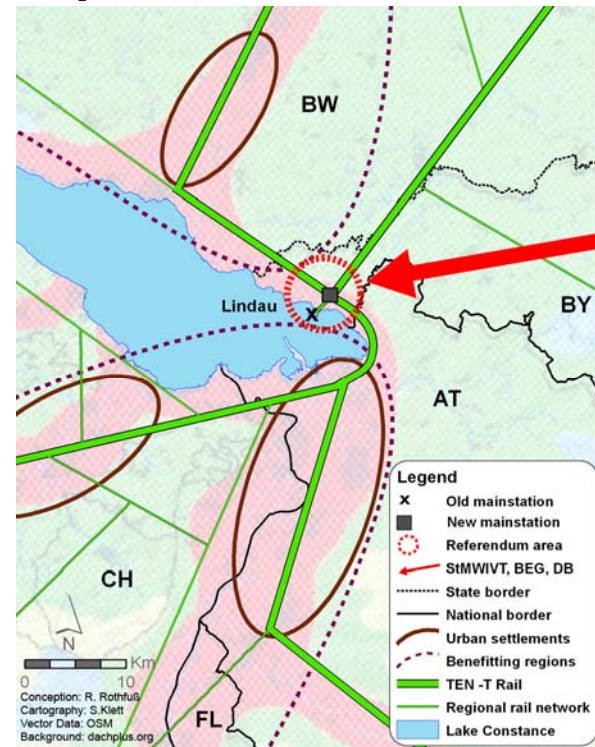 BW
Lindau
X
BY
AT
CH
FL
N
Km
0 10
Conception: R. Rothfuß
Cartography: S.Klett
Vector Data: OSM
Background: dachplus.org
Legend
x Old mainstation
New mainstation
Referendum area
StMWIVT, BEG, DB
State border
National border
Urban settlements
Benefitting regions
TEN -T Rail
Regional rail network
Lake Constance